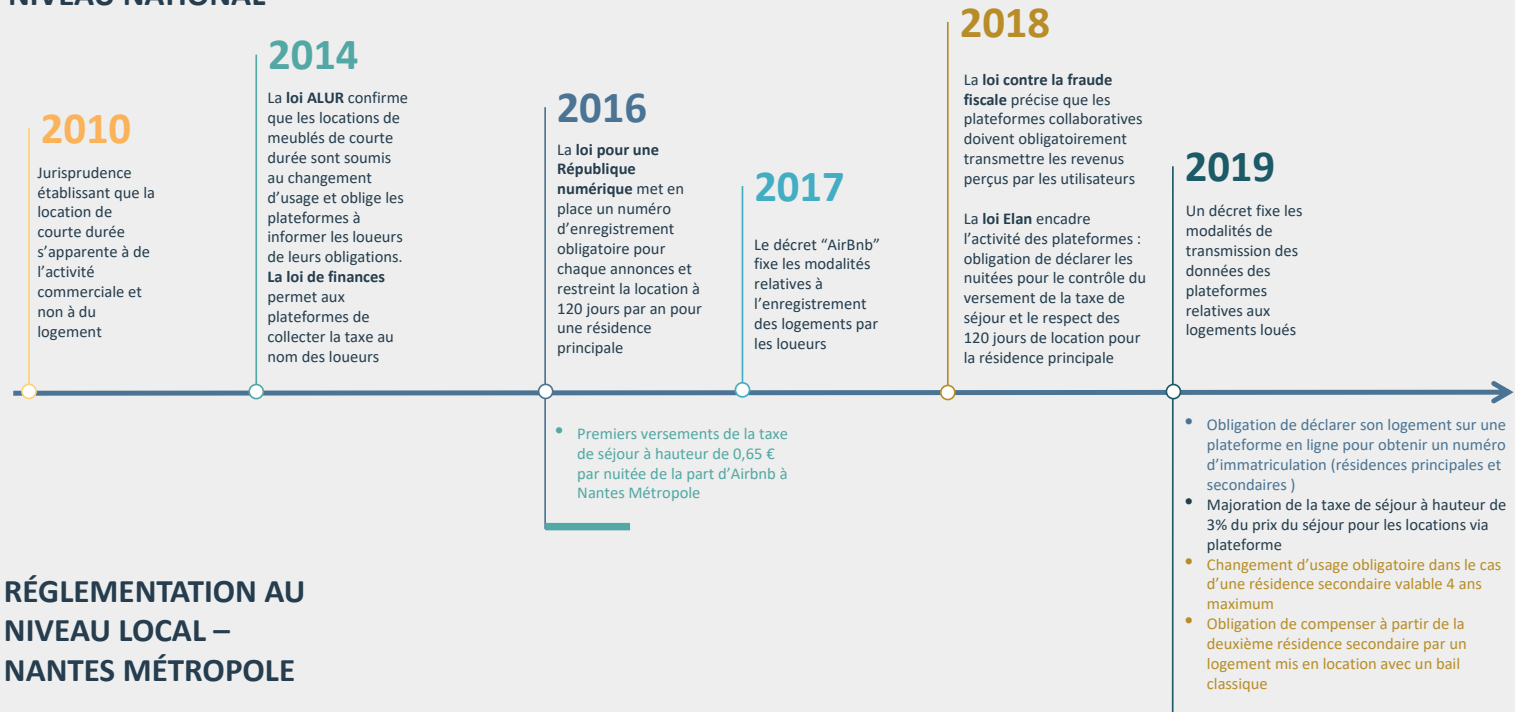 NIVEAU NATIONAL
2010
Jurisprudence
établissant que la
location de
courte durée
s’apparente à de
l’activité
commerciale et
non à du
logement
2014
La loi ALUR confirme
que les locations de
meublés de courte
durée sont soumis
au changement
d’usage et oblige les
plateformes à
informer les loueurs
de leurs obligations.
La loi de finances
permet aux
plateformes de
collecter la taxe au
nom des loueurs
2016
La loi pour une
République
numérique met en
place un numéro
d’enregistrement
obligatoire pour
chaque annonces et
restreint la location à
120 jours par an pour
une résidence
principale
2017
Le décret “AirBnb”
fixe les modalités
relatives à
l’enregistrement
des logements par
les loueurs
2018
La loi contre la fraude
fiscale précise que les
plateformes collaboratives
doivent obligatoirement
transmettre les revenus
perçus par les utilisateurs
La loi Elan encadre
l’activité des plateformes :
obligation de déclarer les
nuitées pour le contrôle du
versement de la taxe de
séjour et le respect des
120 jours de location pour
la résidence principale
2019
Un décret fixe les
modalités de
transmission des
données des
plateformes
relatives aux
logements loués
• Premiers versements de la taxe
de séjour à hauteur de 0,65 €
par nuitée de la part d’Airbnb à
Nantes Métropole
• Obligation de déclarer son logement sur une
plateforme en ligne pour obtenir un numéro
d’immatriculation (résidences principales et
secondaires )
• Majoration de la taxe de séjour à hauteur de
3% du prix du séjour pour les locations via
plateforme
• Changement d’usage obligatoire dans le cas
d’une résidence secondaire valable 4 ans
maximum
• Obligation de compenser à partir de la
deuxième résidence secondaire par un
logement mis en location avec un bail
classique
RÉGLEMENTATION AU
NIVEAU LOCAL –
NANTES MÉTROPOLE